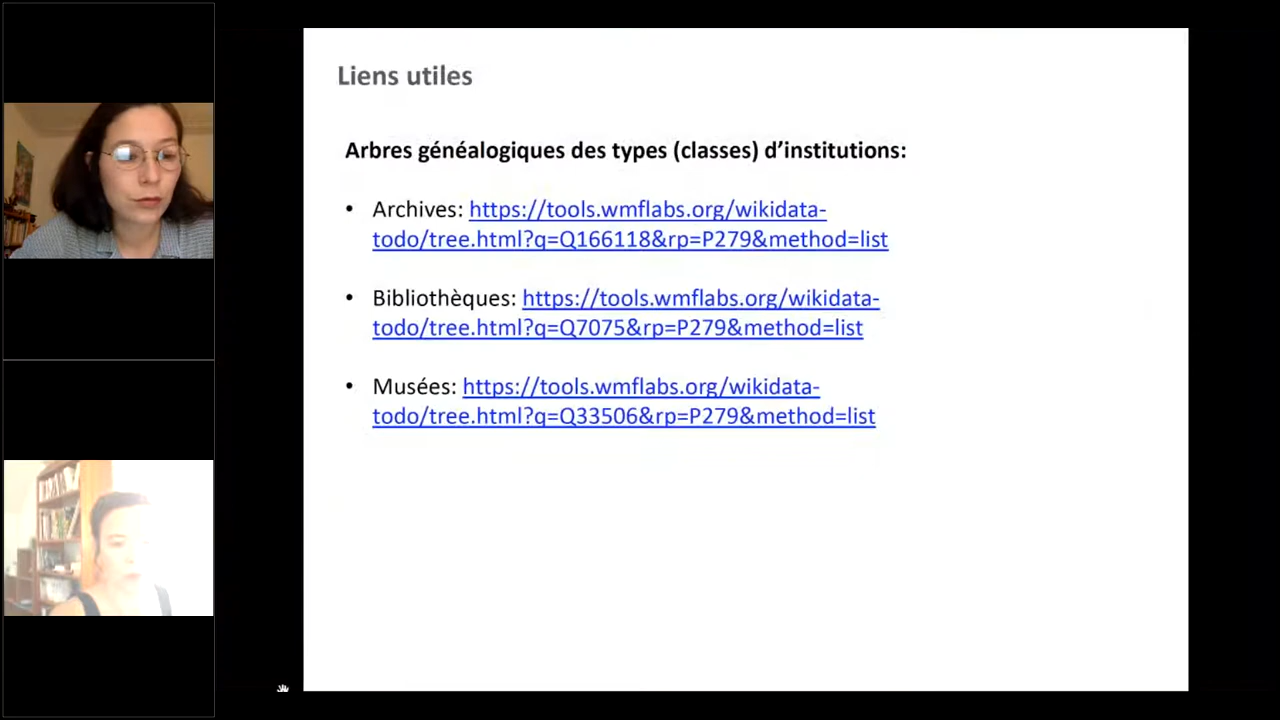 Liens utiles
Arbres généalogiques des types (classes) d’institutions:
• Archives: https://tools.wmflabs.org/wikidata-
todo/tree.html?q=Q166118&rp=P279&method=list
• Bibliothèques: https://tools.wmflabs.org/wikidata-
todo/tree.html?q=Q7075&rp=P279&method=list
• Musées: https://tools.wmflabs.org/wikidata-
todo/tree.html?q=Q33506&rp=P279&method=list